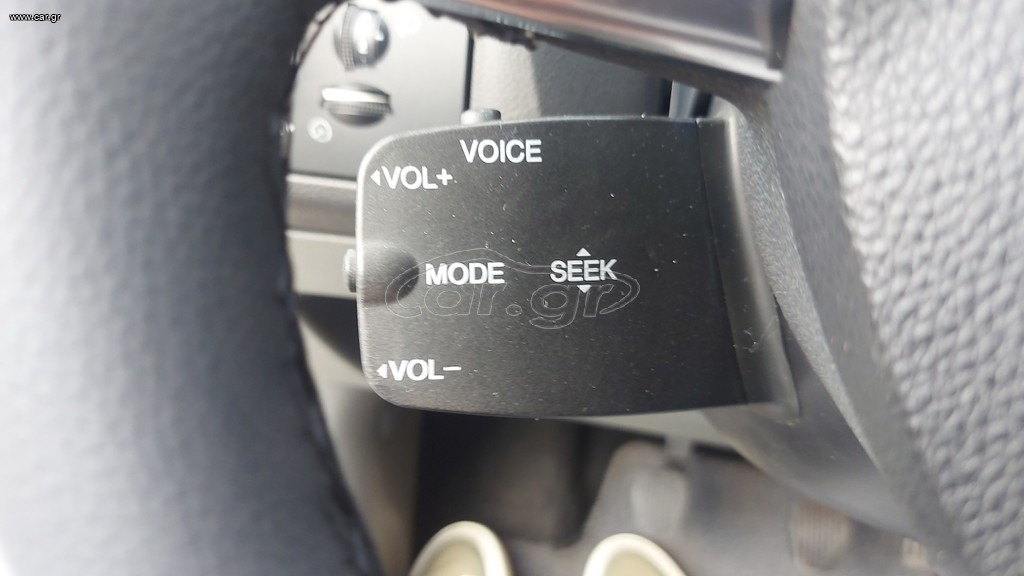 www.car.gr
VOICE
◂VOL+
MODE
SEEK
car.gr
◂VOL−